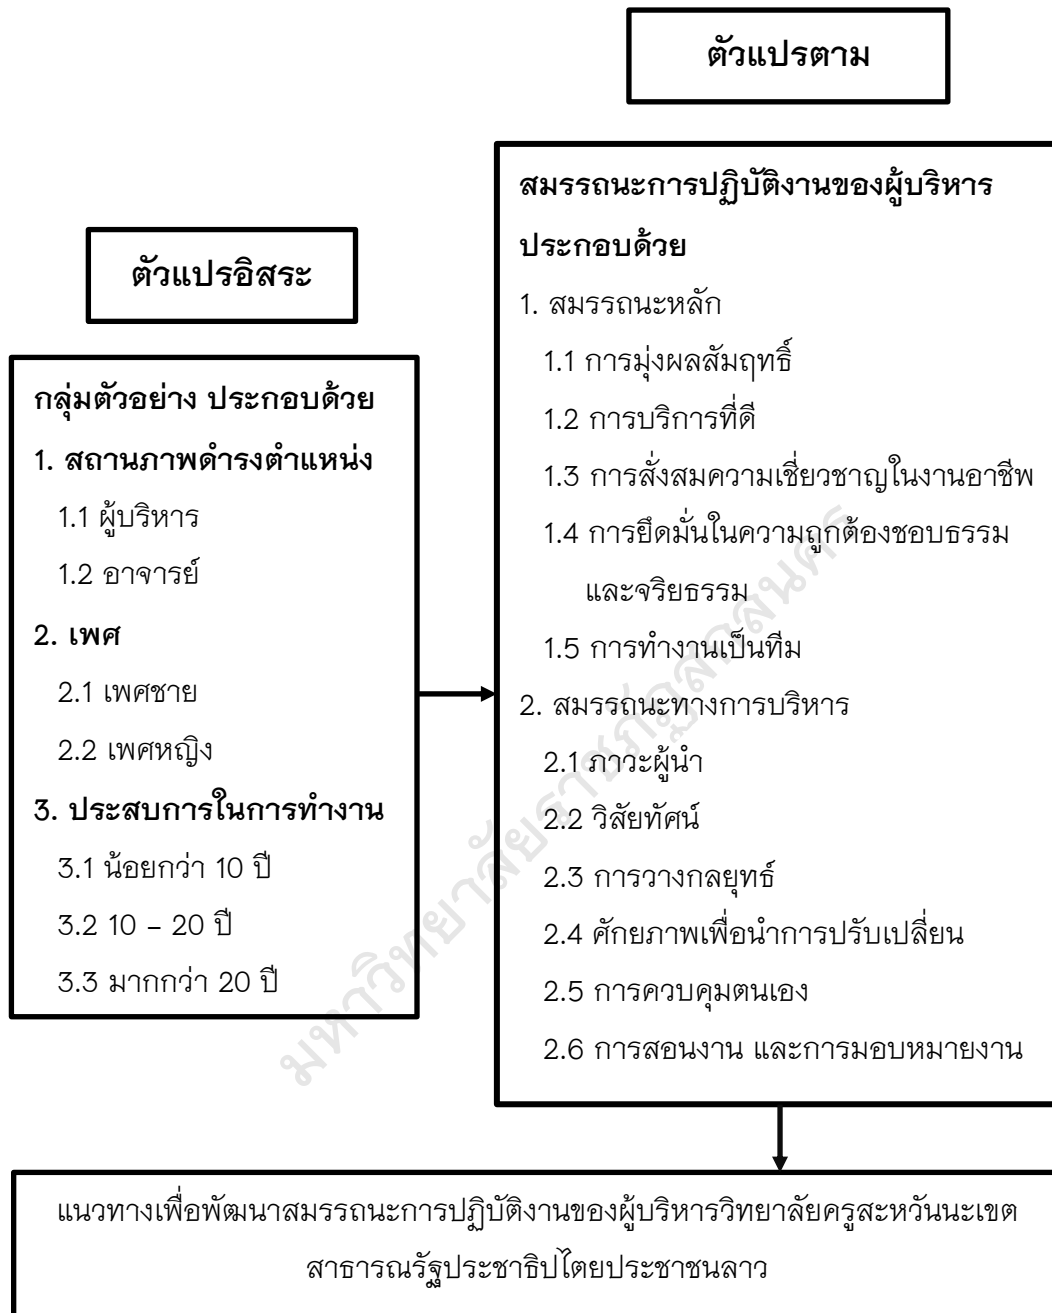 ตัวแปรตาม
ตัวแปรอิสระ
กลุ่มตัวอย่าง ประกอบด้วย
1. สถานภาพดำรงตำแหน่ง
1.1 ผู้บริหาร
1.2 อาจารย์
2. เพศ
2.1 เพศชาย
2.2 เพศหญิง
3. ประสบการในการทำงาน
3.1 น้อยกว่า 10 ปี
3.2 10 – 20 ปี
3.3 มากกว่า 20 ปี
สมรรถนะการปฏิบัติงานของผู้บริหาร
ประกอบด้วย
1. สมรรถนะหลัก
1.1 การมุ่งผลสัมฤทธิ์
1.2 การบริการที่ดี
1.3 การสั่งสมความเชี่ยวชาญในงานอาชีพ
1.4 การยึดมั่นในความถูกต้องชอบธรรม
และจริยธรรม
1.5 การทำงานเป็นทีม
2. สมรรถนะทางการบริหาร
2.1 ภาวะผู้นำ
2.2 วิสัยทัศน์
2.3 การวางกลยุทธ์
2.4 ศักยภาพเพื่อนำการปรับเปลี่ยน
2.5 การควบคุมตนเอง
2.6 การสอนงาน และการมอบหมายงาน
แนวทางเพื่อพัฒนาสมรรถนะการปฏิบัติงานของผู้บริหารวิทยาลัยครูสะหวันนะเขต
สาธารณรัฐประชาธิปไตยประชาชนลาว
มหาวิทยาลัยราชภัฏสกลนคร